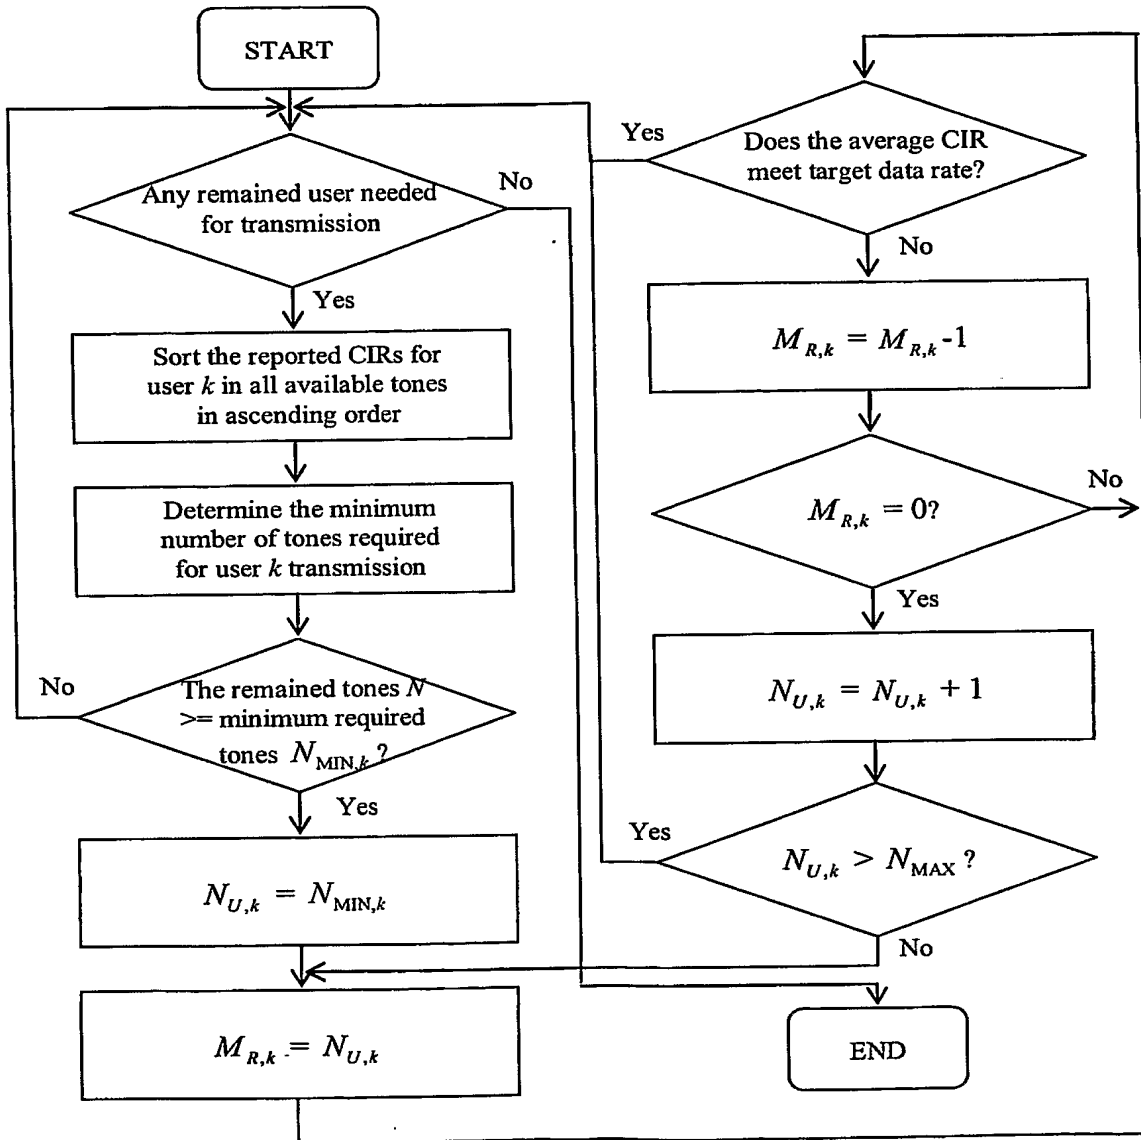 START
Any remained user needed
for transmission
No
Yes
Sort the reported CIRs for
user k in all available tones
in ascending order
Determine the minimum
number of tones required
for user k transmission
No
The remained tones N
>= minimum required
tones N_MIN,k ?
Yes
N_U,k = N_MIN,k
M_R,k = N_U,k
Yes
Does the average CIR
meet target data rate?
No
M_R,k = M_R,k -1
M_R,k = 0?
No
Yes
N_U,k = N_U,k + 1
Yes
N_U,k > N_MAX ?
No
END